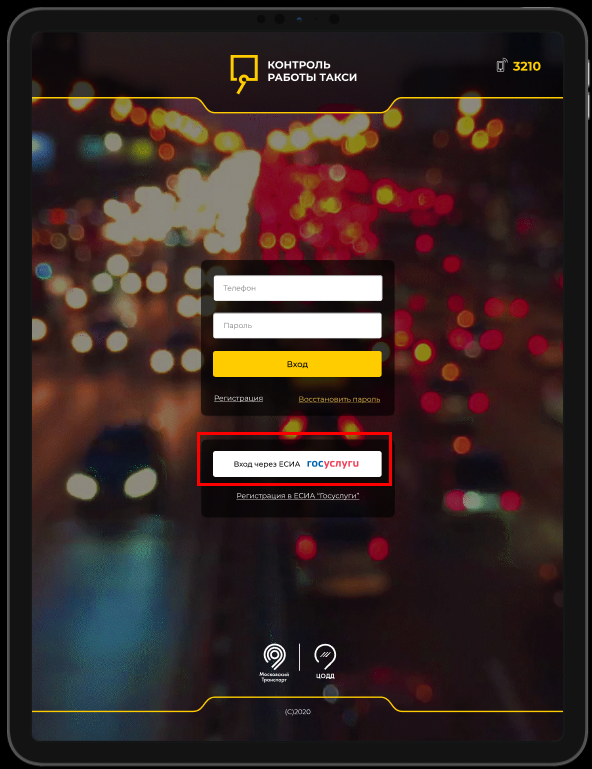 КОНТРОЛЬ
РАБОТЫ ТАКСИ
3210
Телефон
Пароль
Вход
Регистрация
Восстановить пароль
Вход через ЕСИА госуслуги
Регистрация в ЕСИА "Госуслуги"
Московский
Транспорт
ЦОДД
(C)2020